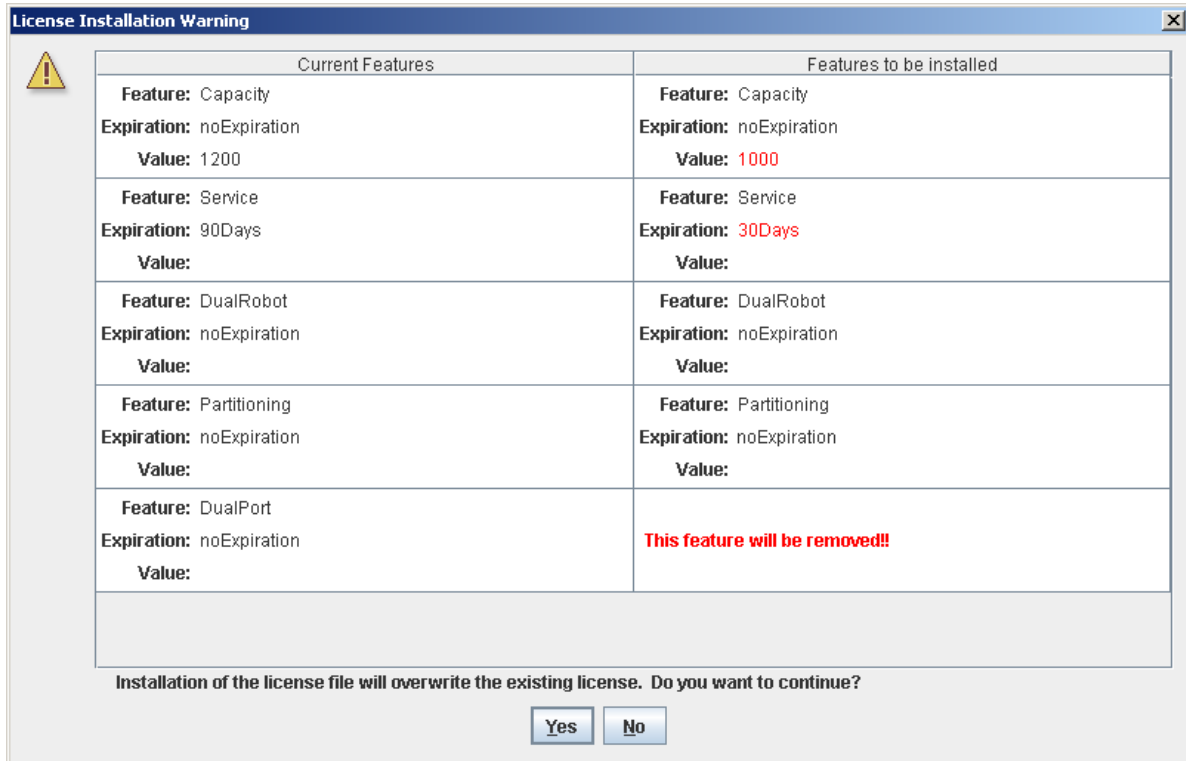 License Installation Warning
Current Features
Features to be installed
Feature: Capacity
Expiration: noExpiration
Value: 1200
Feature: Capacity
Expiration: noExpiration
Value: 1000
Feature: Service
Expiration: 90Days
Value:
Feature: Service
Expiration: 30Days
Value:
Feature: DualRobot
Expiration: noExpiration
Value:
Feature: DualRobot
Expiration: noExpiration
Value:
Feature: Partitioning
Expiration: noExpiration
Value:
Feature: Partitioning
Expiration: noExpiration
Value:
Feature: DualPort
Expiration: noExpiration
Value:
This feature will be removed!!
Installation of the license file will overwrite the existing license. Do you want to continue?
Yes
No